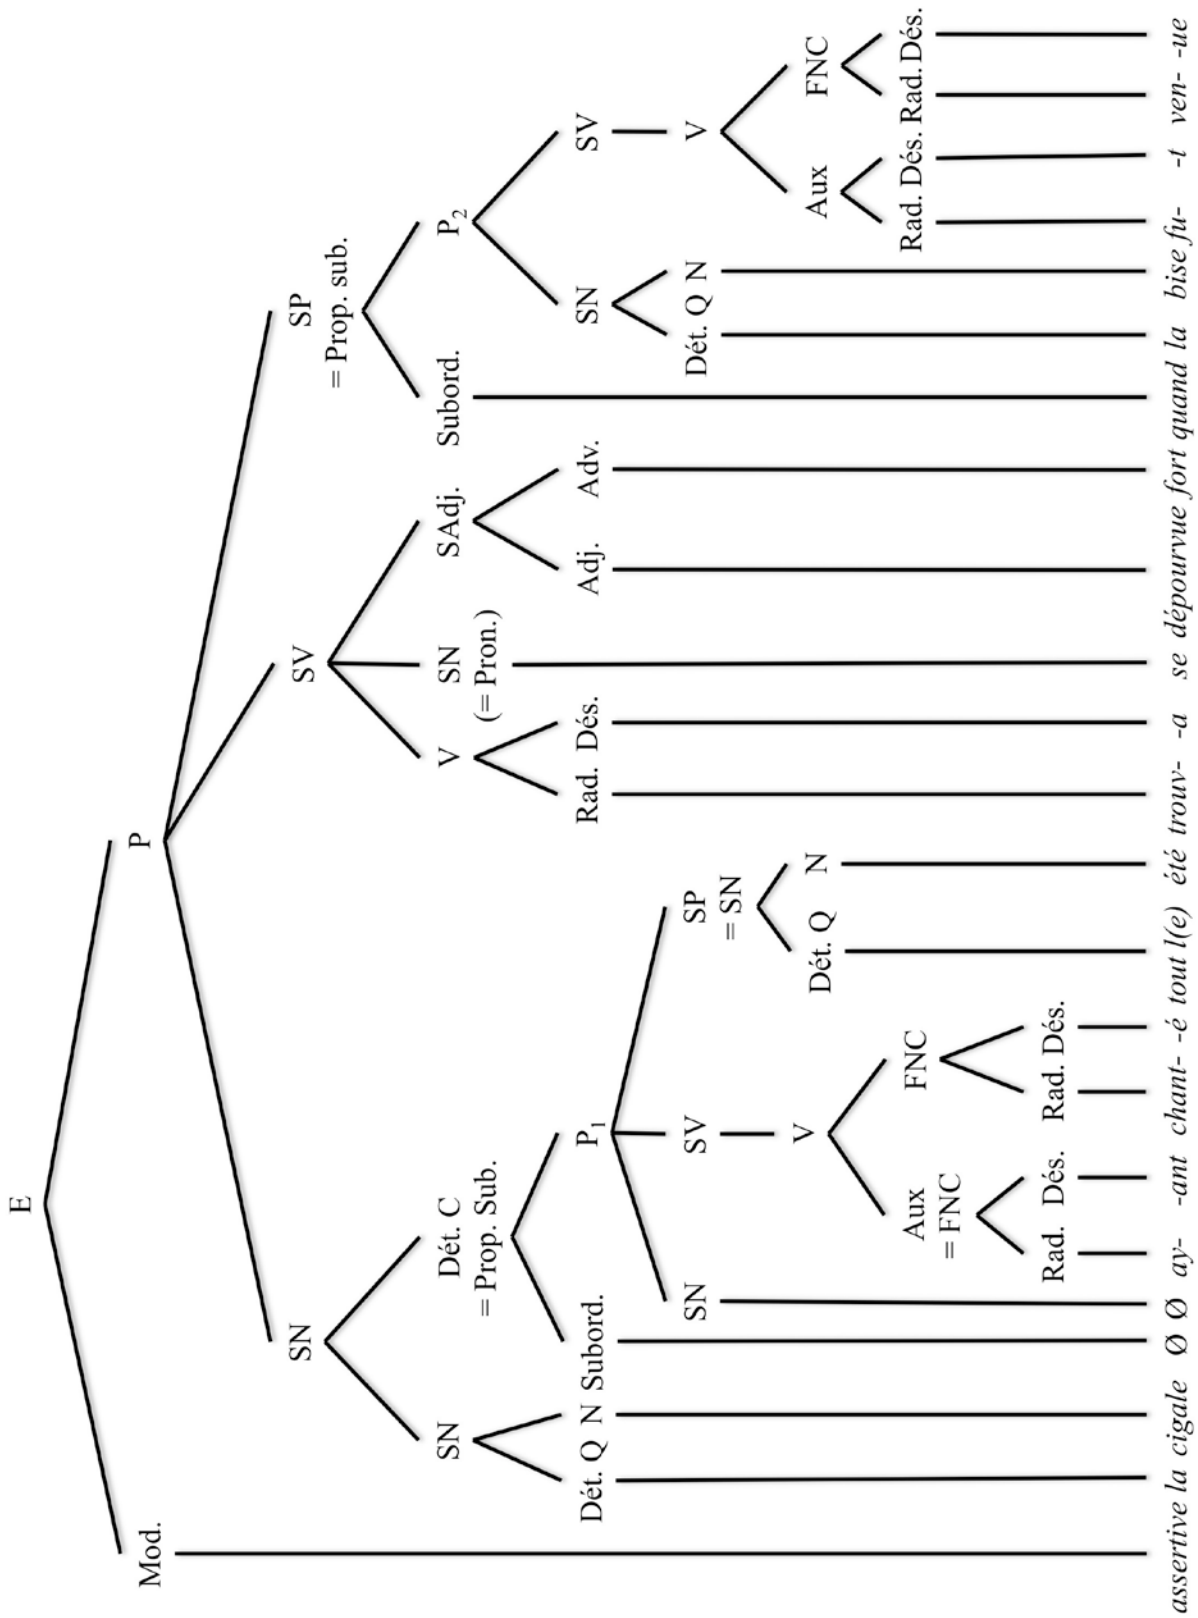 E
Mod. P
SN SV SP
= Prop. sub.
SN Dét. C V SN SAdj. Subord. P₂
= Prop. Sub. (= Pron.)
Dét. Q N Subord. P₁ Rad. Dés. Adj. Adv. SN SV
SN SV SP Dét. Q N V
= SN
V Dét. Q N Aux FNC
Aux FNC Rad. Dés. Rad. Dés.
= FNC
Rad. Dés. Rad. Dés.
assertive la cigale Ø Ø ay- -ant chant- -é tout l(e) été trouv- -a se dépourvue fort quand la bise fu- -t ven- -ue